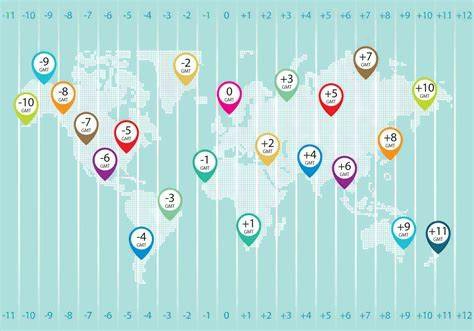 -11 -10 -9 -8 -7 -6 -5 -4 -3 -2 -1 0 +1 +2 +3 +4 +5 +6 +7 +8 +9 +10 +11 +12
-9 GMT
-2 GMT
+7 GMT
+3 GMT
-10 GMT
-8 GMT
0 GMT
+5 GMT
+10 GMT
-7 GMT
-5 GMT
+2 GMT
+8 GMT
-6 GMT
-1 GMT
+4 GMT
+6 GMT
-3 GMT
-4 GMT
+1 GMT
+9 GMT
+11 GMT
-11 -10 -9 -8 -7 -6 -5 -4 -3 -2 -1 0 +1 +2 +3 +4 +5 +6 +7 +8 +9 +10 +11 +12